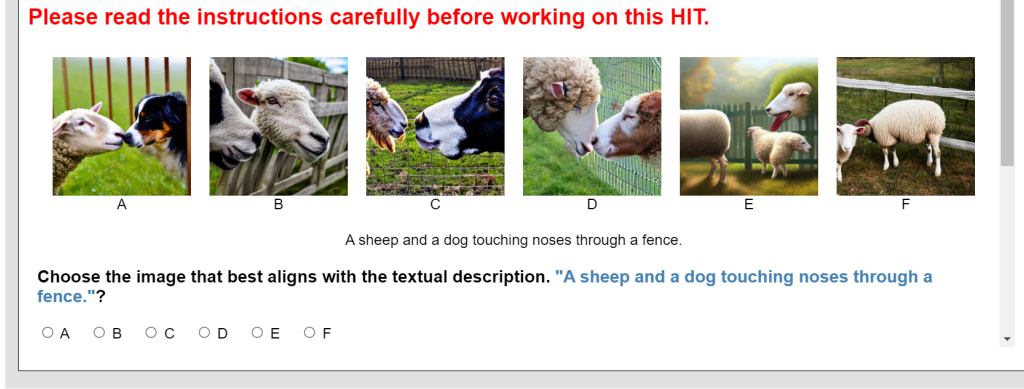 Please read the instructions carefully before working on this HIT.
A
B
C
D
E
F
A sheep and a dog touching noses through a fence.
Choose the image that best aligns with the textual description. "A sheep and a dog touching noses through a
fence."?
A B C D E F